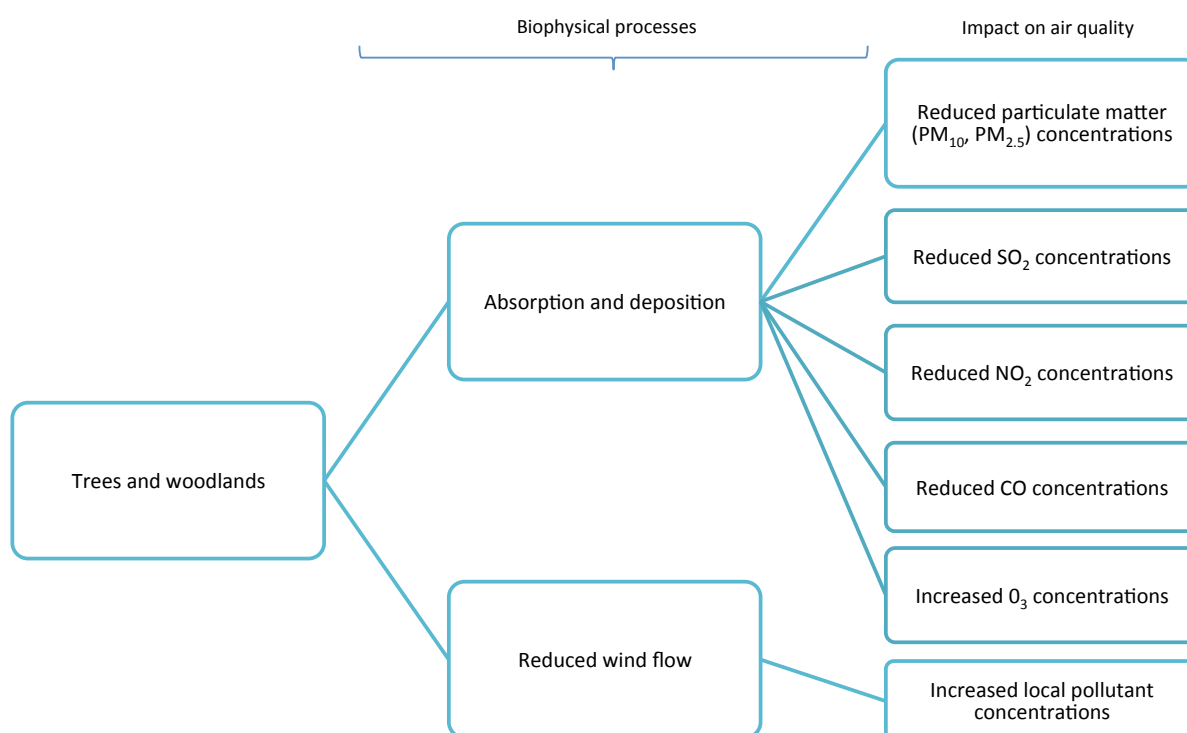 Biophysical processes
Impact on air quality
Reduced particulate matter
(PM₁₀, PM₂.₅) concentrations
Reduced SO₂ concentrations
Absorption and deposition
Reduced NO₂ concentrations
Trees and woodlands
Reduced CO concentrations
Increased 0₃ concentrations
Reduced wind flow
Increased local pollutant
concentrations